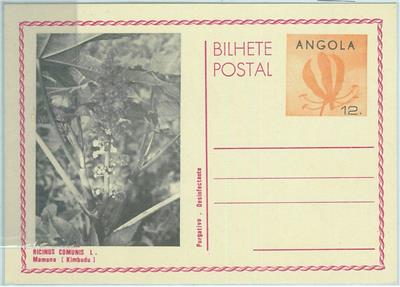 BILHETE
POSTAL
ANGOLA
12.
Purgativo . Desinfectante
RICINUS COMUNIS L.
Mamona [ Kimbudu ]